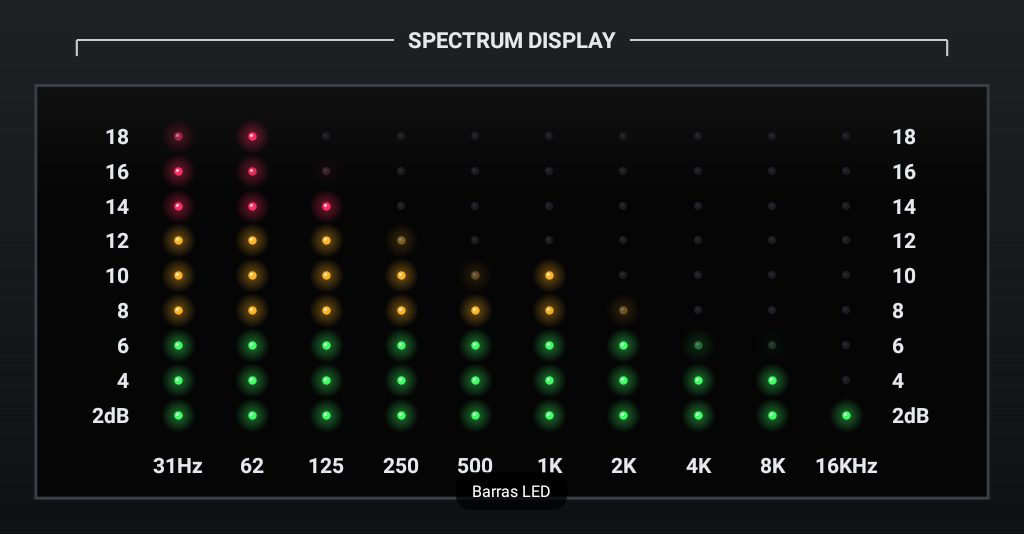 SPECTRUM DISPLAY
18 18
16 16
14 14
12 12
10 10
8 8
6 6
4 4
2dB 2dB
31Hz 62 125 250 500 1K 2K 4K 8K 16KHz
Barras LED